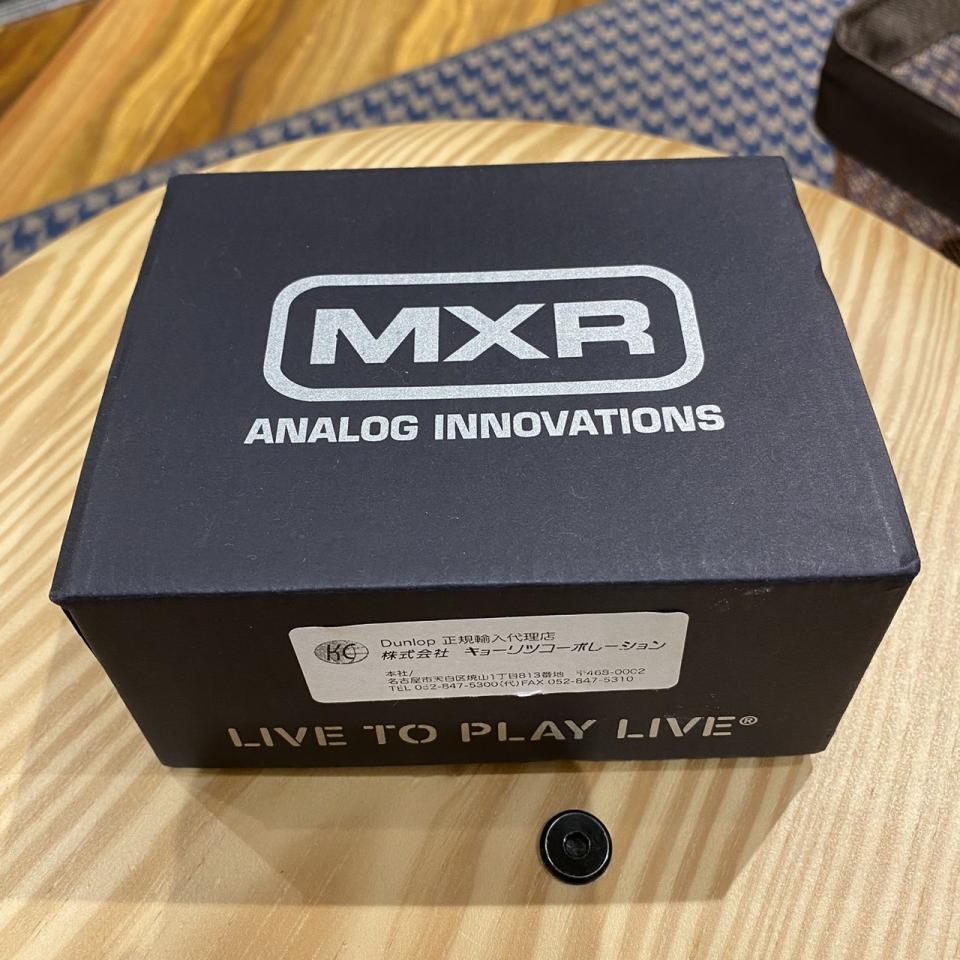 MXR
ANALOG INNOVATIONS
KC
Dunlop 正規輸入代理店
株式会社 キョーリツコーポレーション
本社/
名古屋市天白区焼山1丁目813番地 〒468-0002
TEL 052-847-5300(代) FAX 052-847-5310
LIVE TO PLAY LIVE®